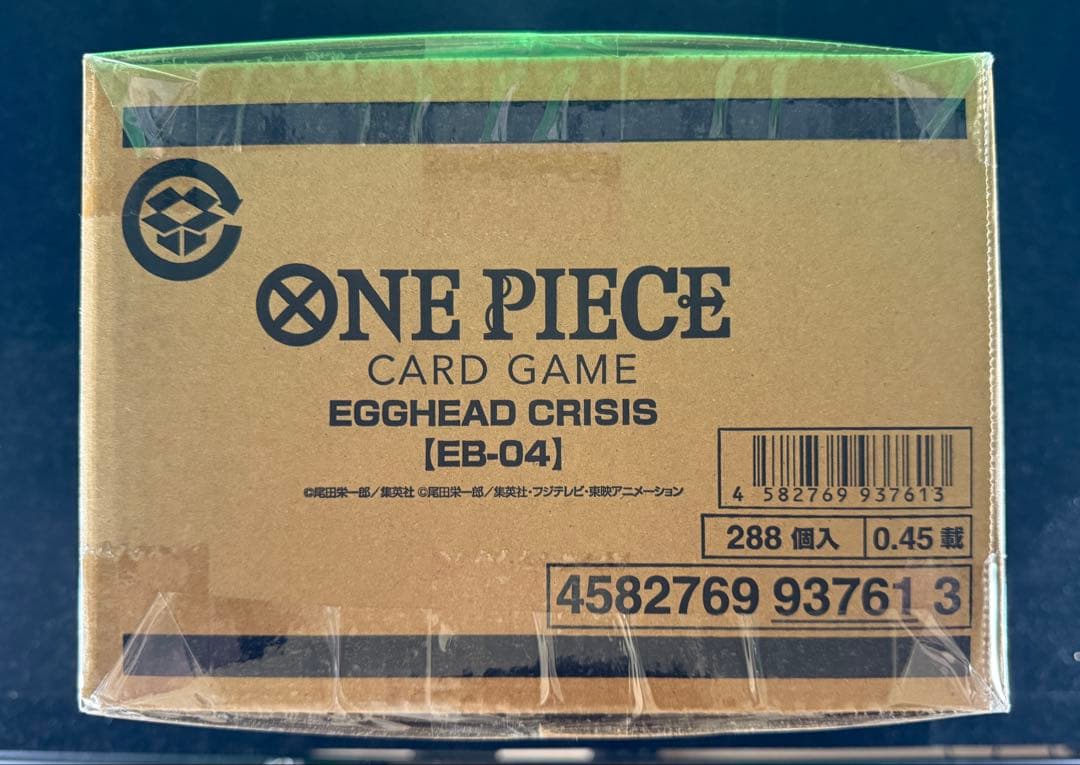 ONE PIECE
CARD GAME
EGGHEAD CRISIS
【EB-04】
©尾田栄一郎／集英社 ©尾田栄一郎／集英社・フジテレビ・東映アニメーション
4 582769 937613
288 個入 0.45 載
4582769 93761 3